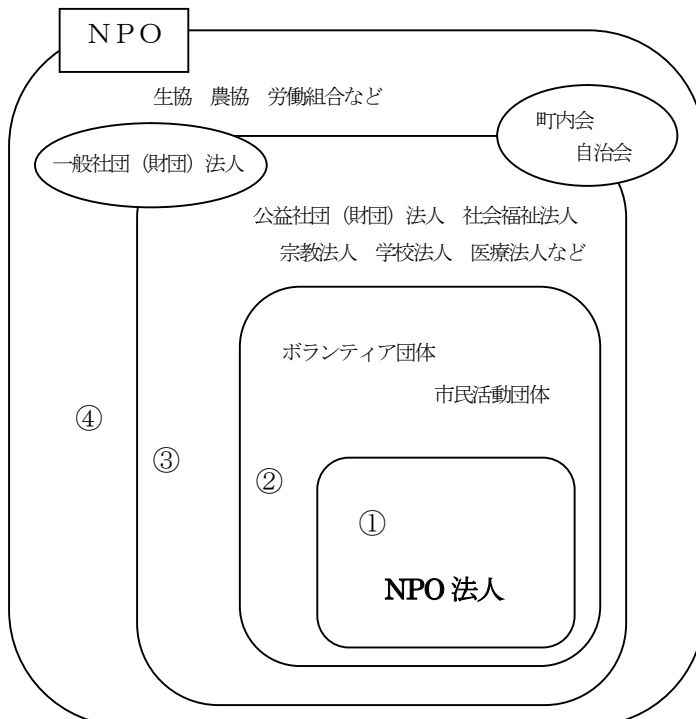 NPO
生協 農協 労働組合など
町内会
自治会
一般社団（財団）法人
公益社団（財団）法人 社会福祉法人
宗教法人 学校法人 医療法人など
ボランティア団体
市民活動団体
④
③
②
①
NPO 法人